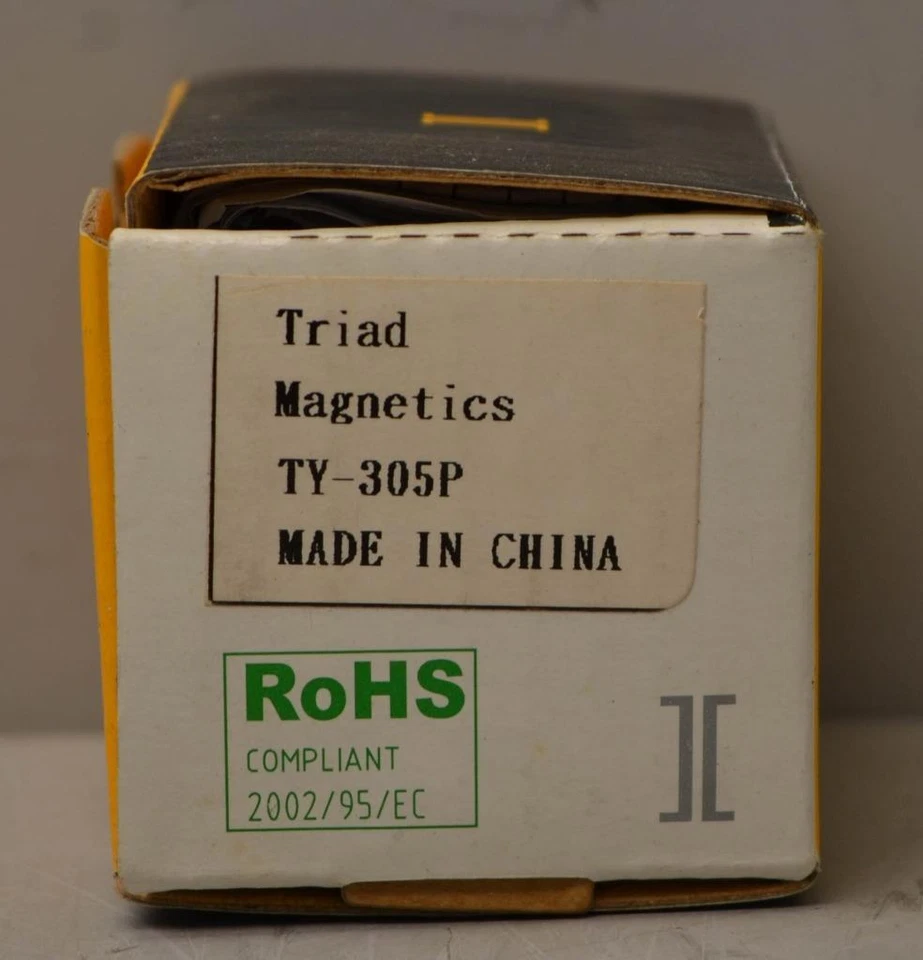 Triad
Magnetics
TY-305P
MADE IN CHINA
RoHS
COMPLIANT
2002/95/EC